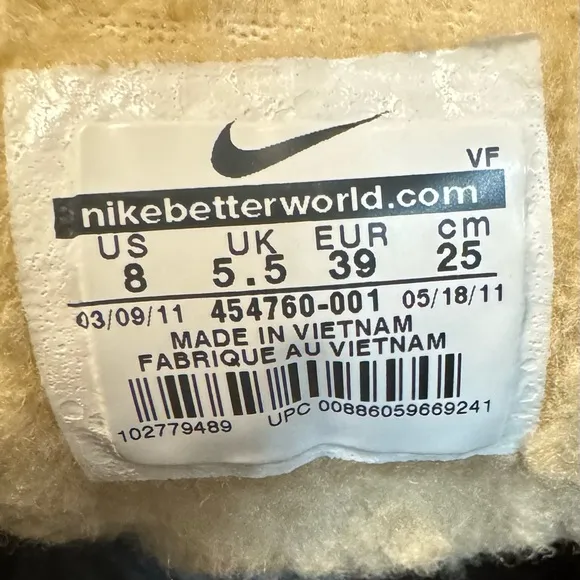 VF
nikebetterworld.com
US UK EUR cm
8 5.5 39 25
03/09/11 454760-001 05/18/11
MADE IN VIETNAM
FABRIQUE AU VIETNAM
102779489 UPC 00886059669241